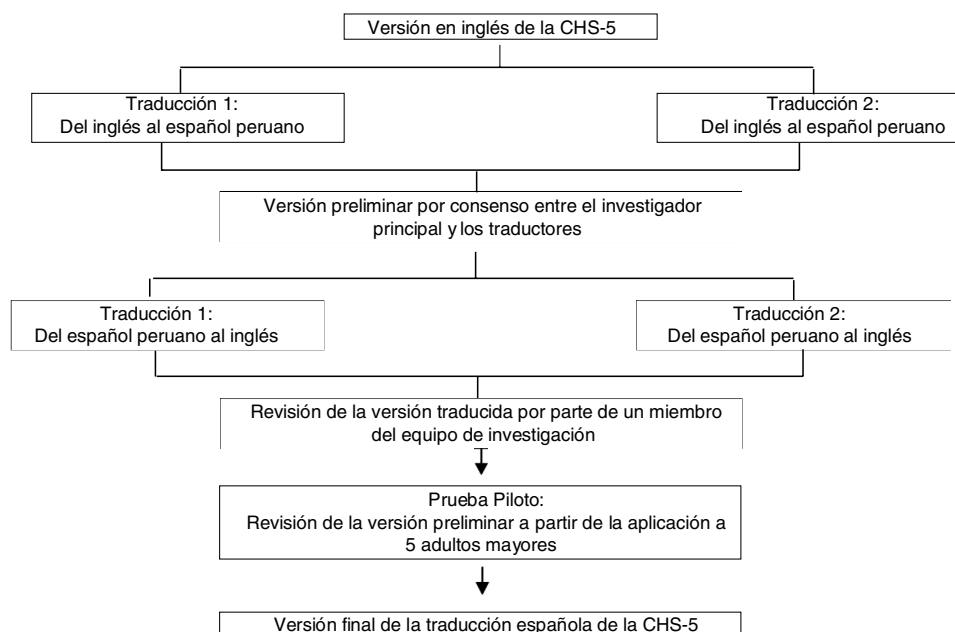 Versión en inglés de la CHS-5
Traducción 1:
Del inglés al español peruano
Traducción 2:
Del inglés al español peruano
Versión preliminar por consenso entre el investigador
principal y los traductores
Traducción 1:
Del español peruano al inglés
Traducción 2:
Del español peruano al inglés
Revisión de la versión traducida por parte de un miembro
del equipo de investigación
Prueba Piloto:
Revisión de la versión preliminar a partir de la aplicación a
5 adultos mayores
Versión final de la traducción española de la CHS-5